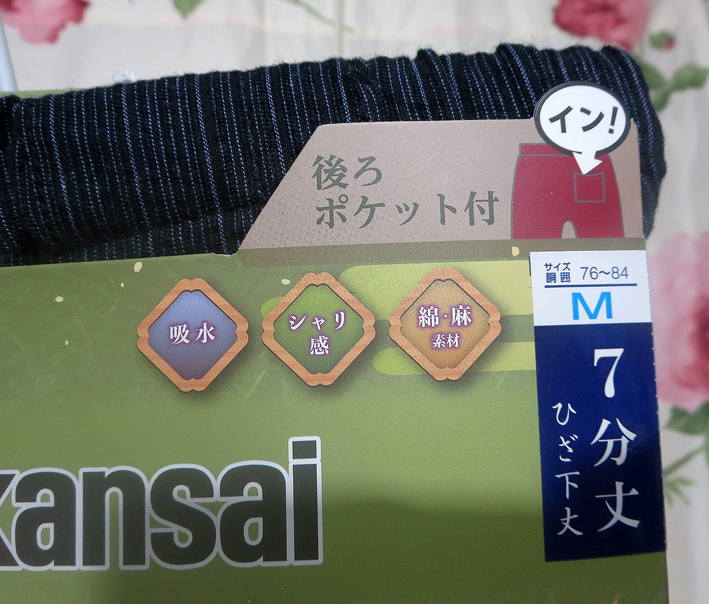 イン!
後ろ
ポケット付
サイズ
胴囲 76〜84
M
吸水
シャリ
感
綿・麻
素材
7分丈
ひざ下丈
kansai